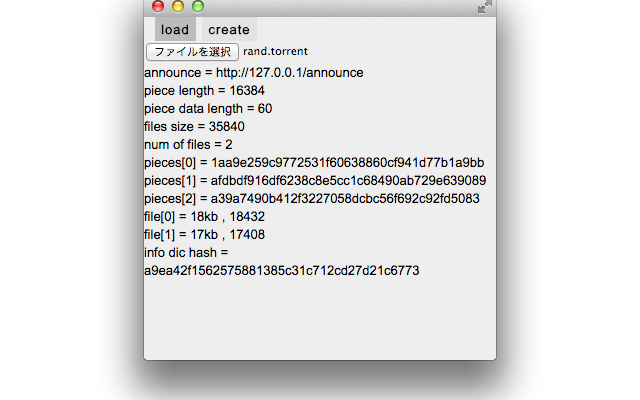 load create
ファイルを選択 rand.torrent
announce = http://127.0.0.1/announce
piece length = 16384
piece data length = 60
files size = 35840
num of files = 2
pieces[0] = 1aa9e259c9772531f60638860cf941d77b1a9bb
pieces[1] = afdbdf916df6238c8e5cc1c68490ab729e639089
pieces[2] = a39a7490b412f3227058dcbc56f692c92fd5083
file[0] = 18kb , 18432
file[1] = 17kb , 17408
info dic hash =
a9ea42f1562575881385c31c712cd27d21c6773